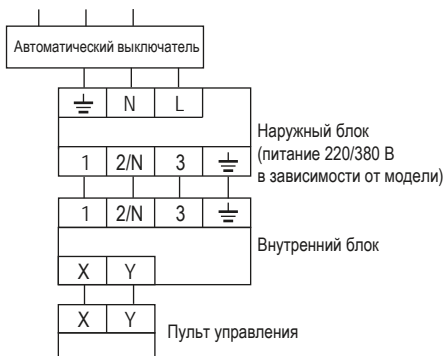 Автоматический выключатель
N L
Наружный блок
(питание 220/380 В
в зависимости от модели)
1 2/N 3
1 2/N 3
Внутренний блок
X Y
X Y
Пульт управления